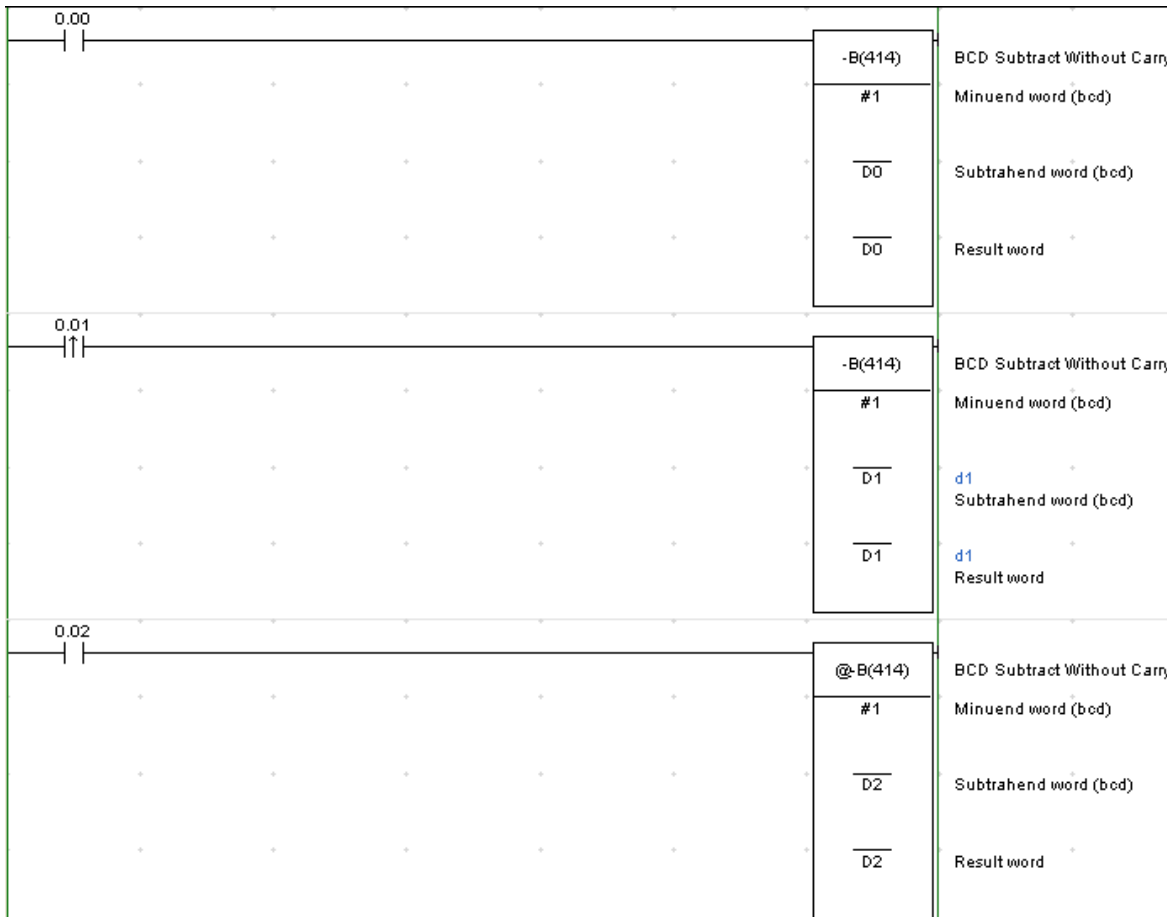 0.00
-B(414) BCD Subtract Without Carry
#1 Minuend word (bcd)
D0 Subtrahend word (bcd)
D0 Result word
0.01
-B(414) BCD Subtract Without Carry
#1 Minuend word (bcd)
D1 d1
Subtrahend word (bcd)
D1 d1
Result word
0.02
@-B(414) BCD Subtract Without Carry
#1 Minuend word (bcd)
D2 Subtrahend word (bcd)
D2 Result word